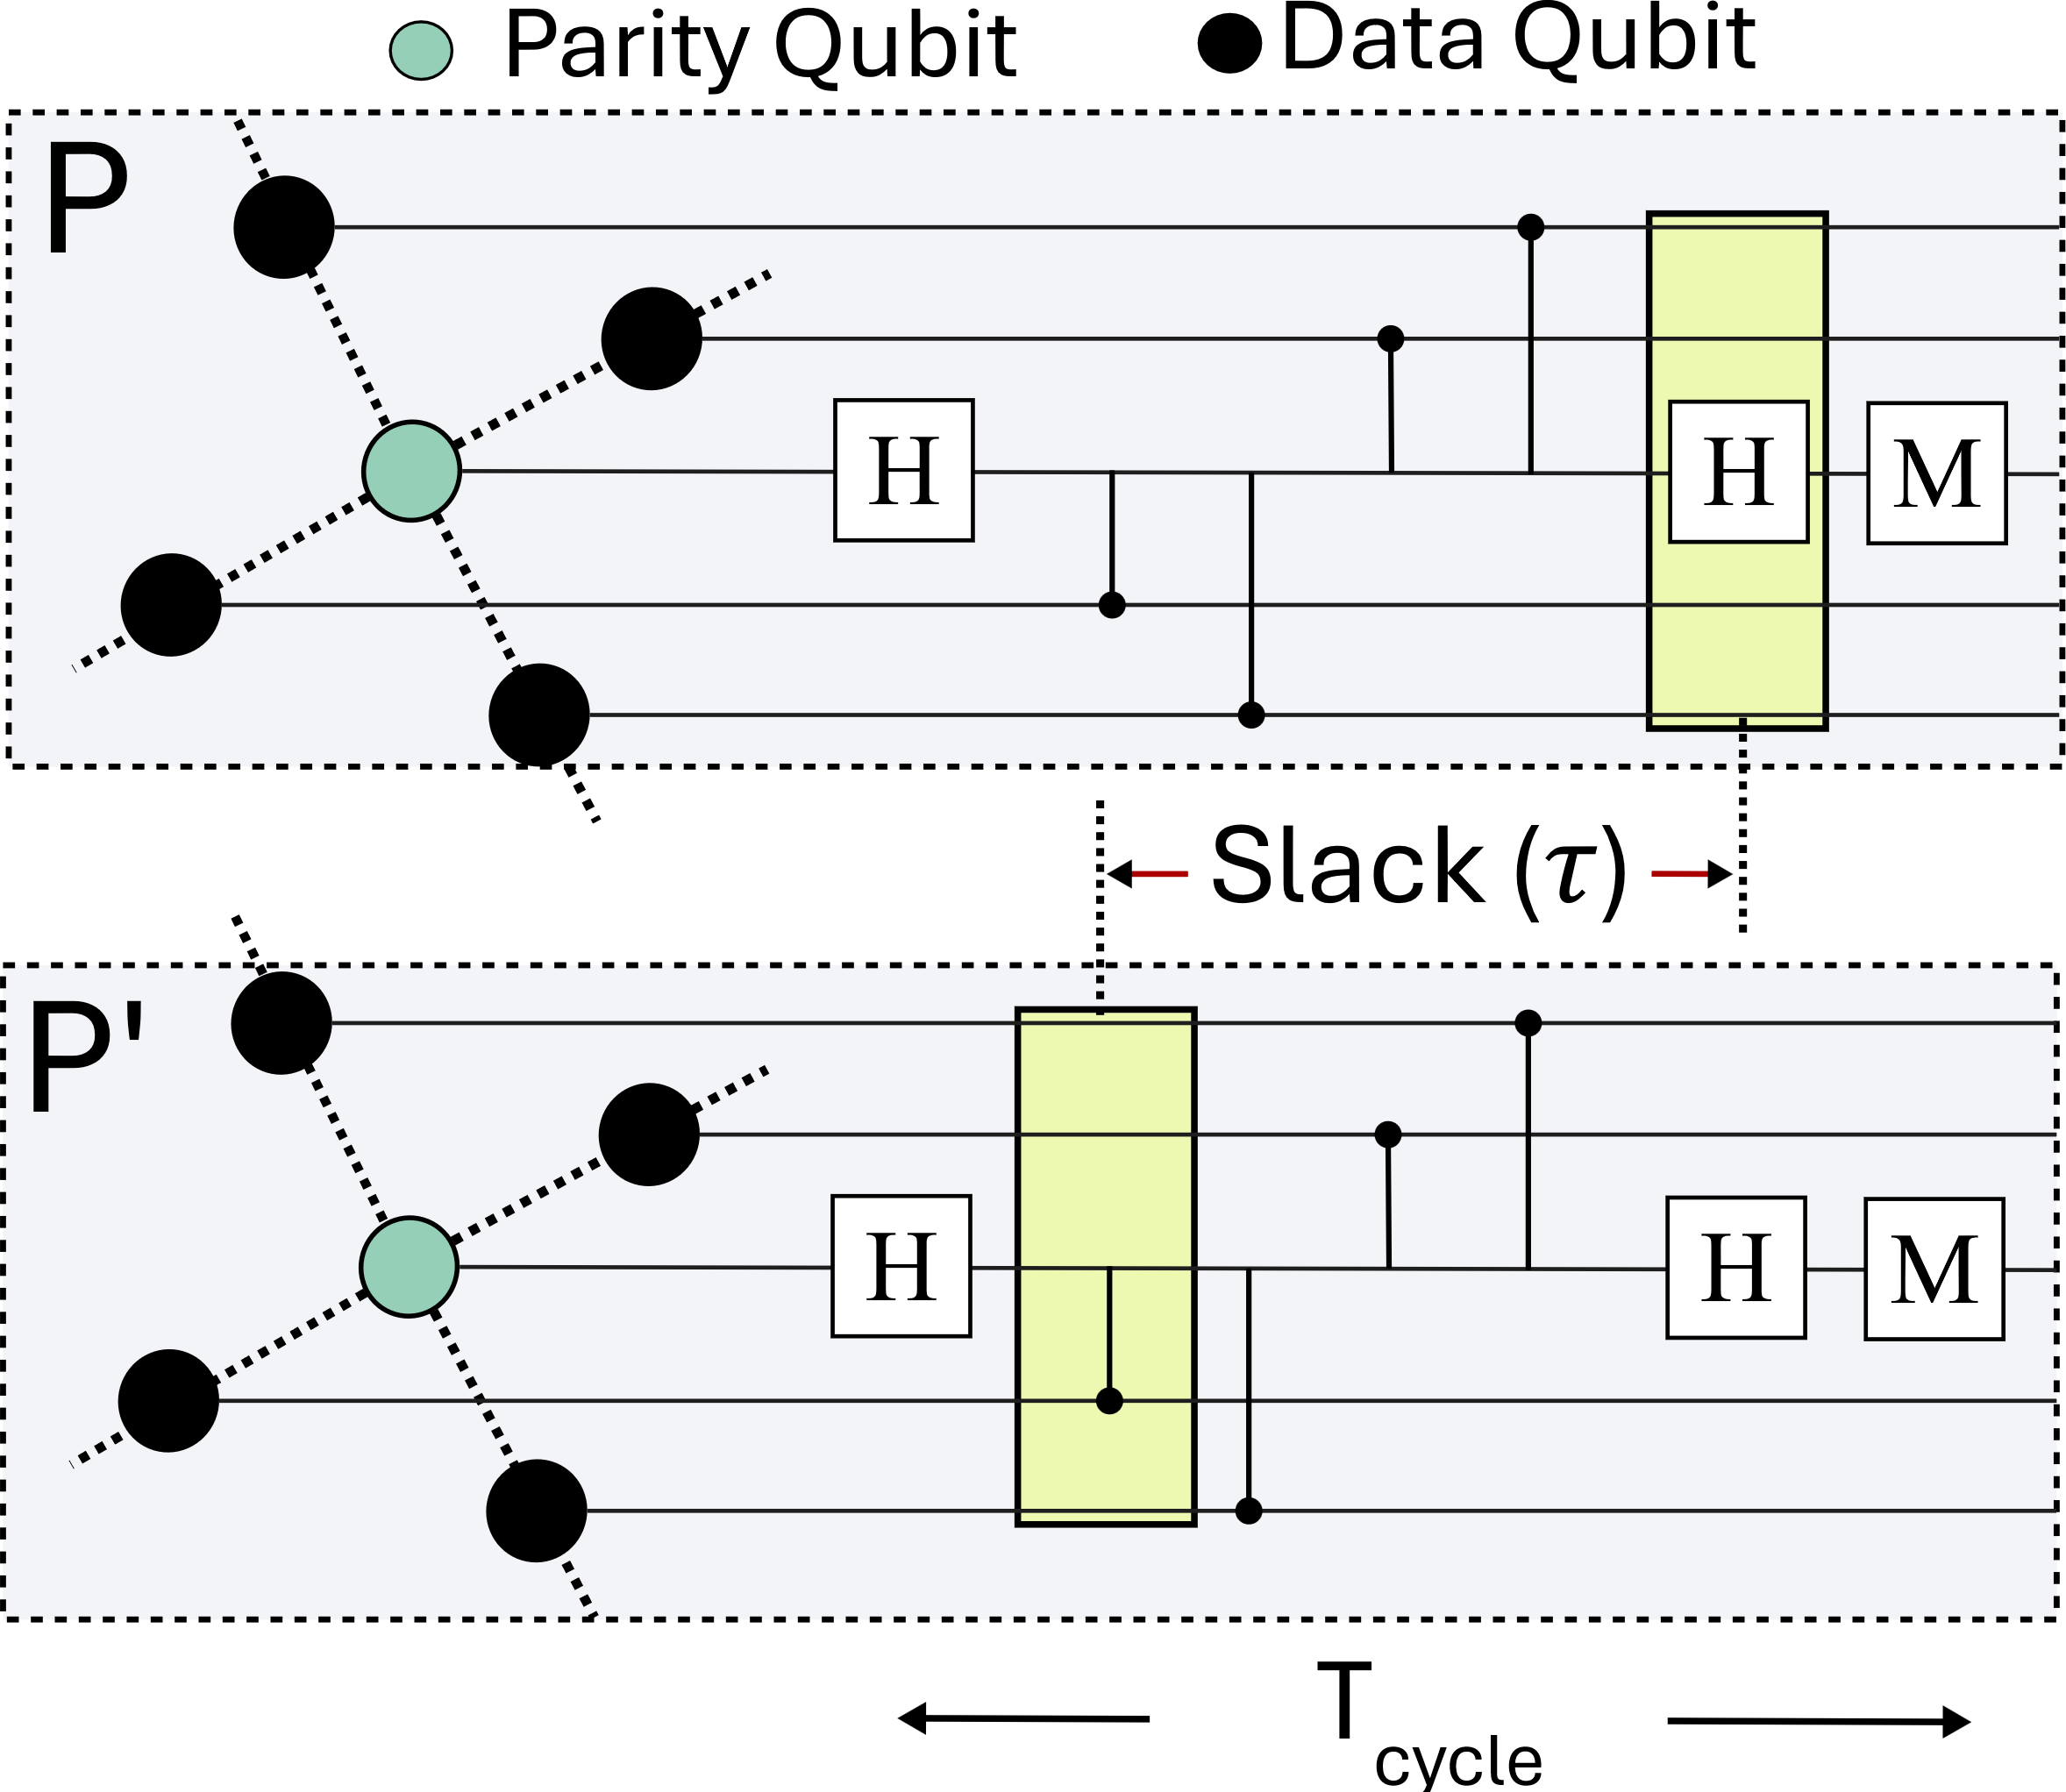 Parity Qubit Data Qubit
P
H H M
Slack (τ)
P'
H H M
Tcycle